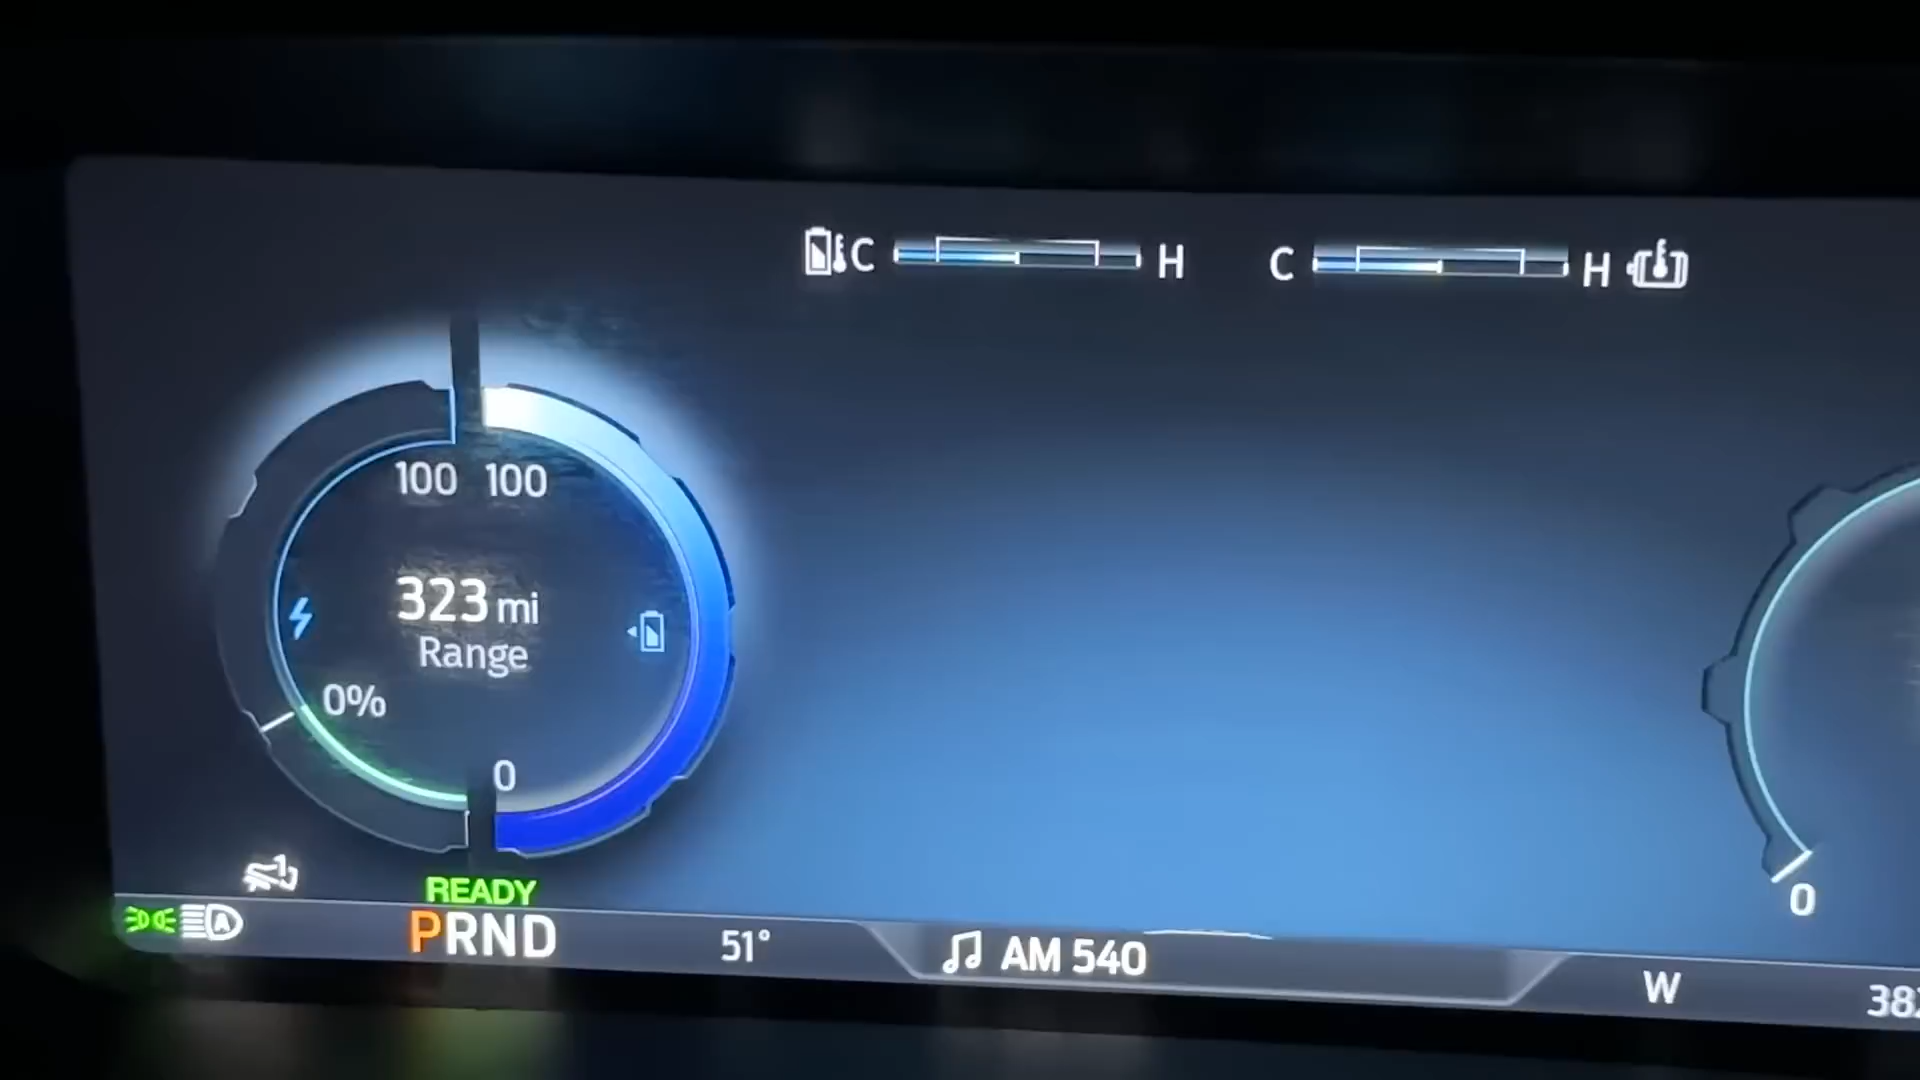 C H C H
100 100
323 mi
Range
0%
0
0
READY
PRND
51°
AM 540
W